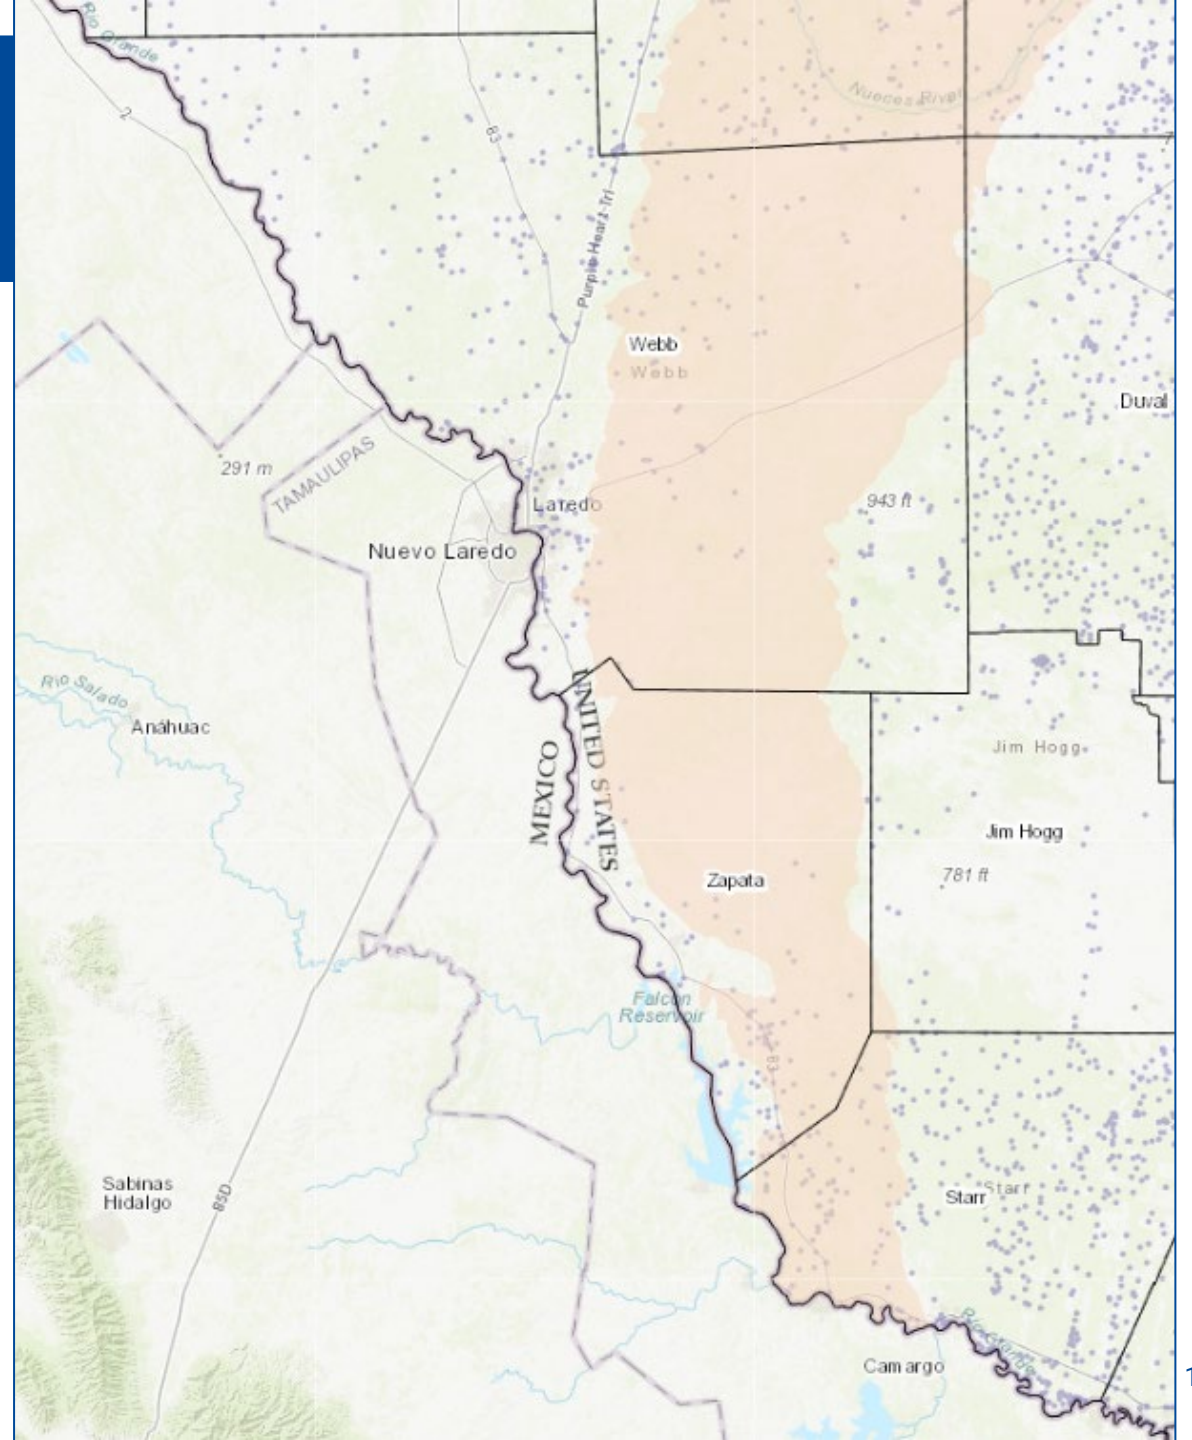 Rio Grande
2
83
Nueces River
7
Purple Heart Trl
Webb
Webb
Duval
291 m
TAMAULIPAS
Laredo
943 ft
Nuevo Laredo
Rio Salado
Anáhuac
UNITED STATES
MEXICO
Jim Hogg
Jim Hogg
Zapata
781 ft
Falcon
Reservoir
83
Sabinas
Hidalgo
85D
Starr
Starr
Rio Grande
Camargo
1